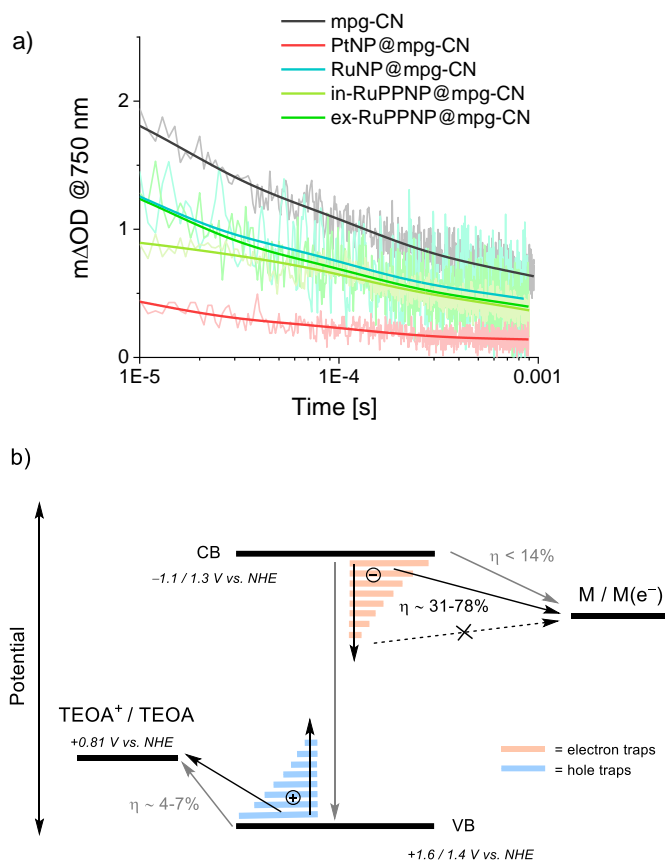 a)
mpg-CN
PtNP@mpg-CN
RuNP@mpg-CN
in-RuPPNP@mpg-CN
ex-RuPPNP@mpg-CN
mΔOD @750 nm
2
1
0
1E-5
1E-4
0.001
Time [s]
b)
Potential
CB
−1.1 / 1.3 V vs. NHE
η < 14%
M / M(e⁻)
η ~ 31-78%
TEOA⁺ / TEOA
+0.81 V vs. NHE
η ~ 4-7%
= electron traps
= hole traps
VB
+1.6 / 1.4 V vs. NHE